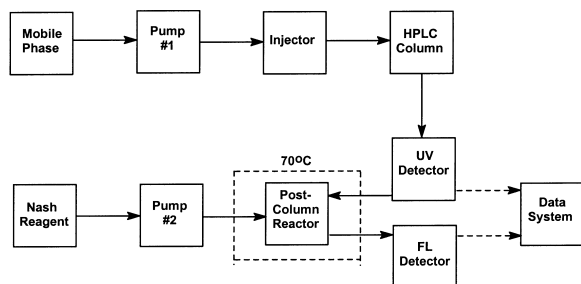 Mobile
Phase
Pump
#1
Injector
HPLC
Column
UV
Detector
70ºC
Nash
Reagent
Pump
#2
Post-
Column
Reactor
FL
Detector
Data
System